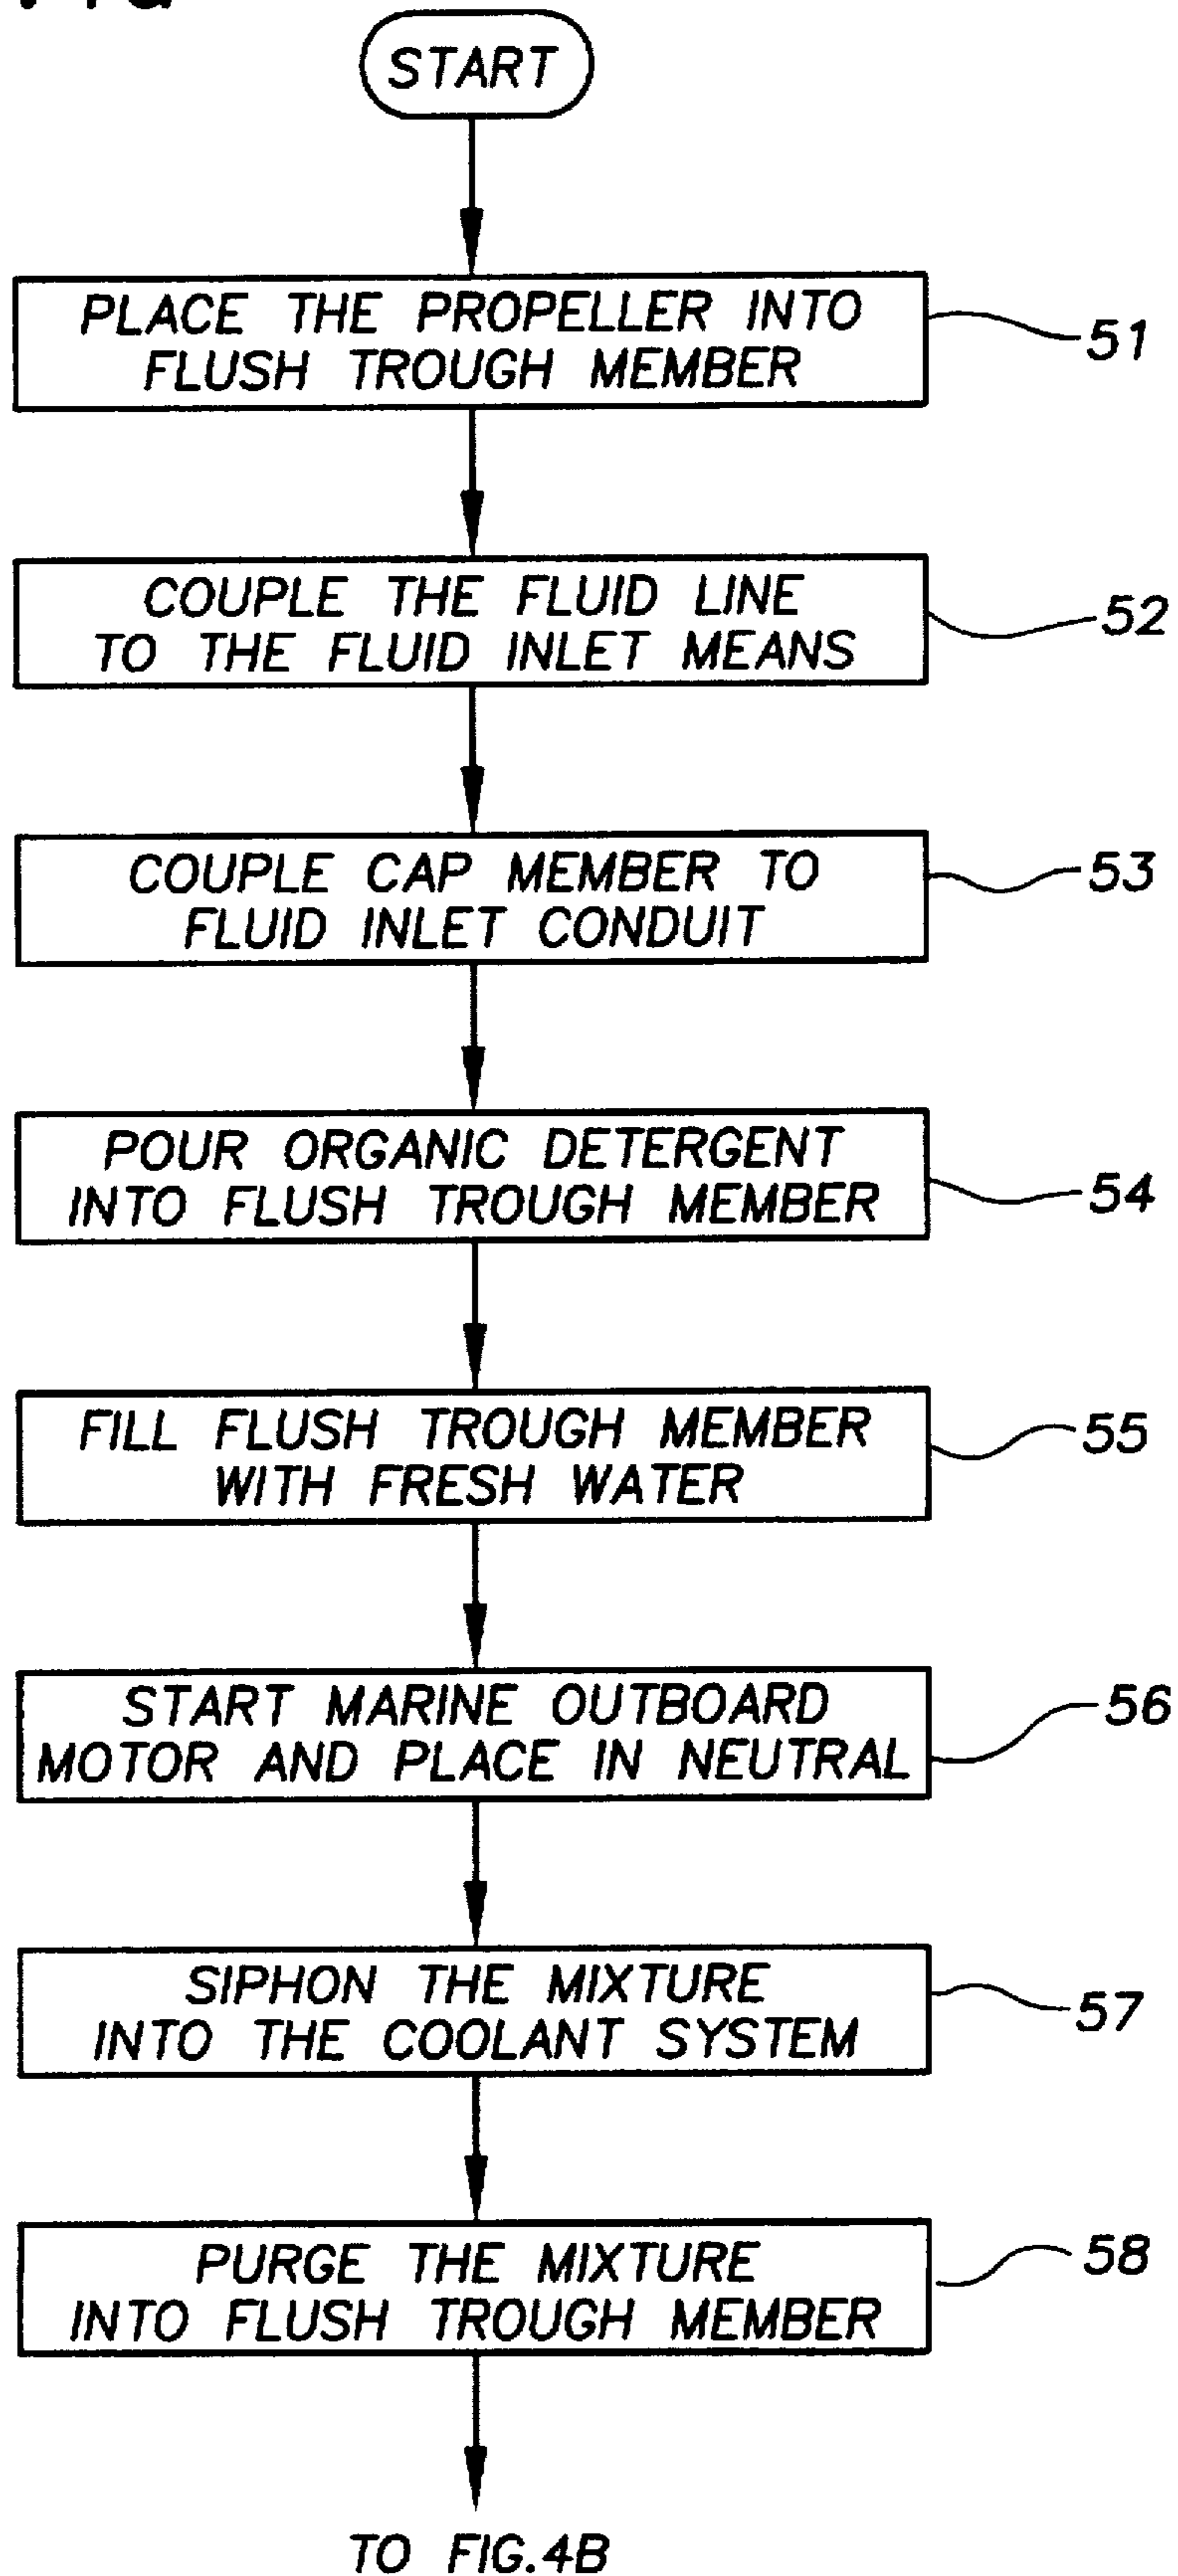 START
PLACE THE PROPELLER INTO
FLUSH TROUGH MEMBER
51
COUPLE THE FLUID LINE
TO THE FLUID INLET MEANS
52
COUPLE CAP MEMBER TO
FLUID INLET CONDUIT
53
POUR ORGANIC DETERGENT
INTO FLUSH TROUGH MEMBER
54
FILL FLUSH TROUGH MEMBER
WITH FRESH WATER
55
START MARINE OUTBOARD
MOTOR AND PLACE IN NEUTRAL
56
SIPHON THE MIXTURE
INTO THE COOLANT SYSTEM
57
PURGE THE MIXTURE
INTO FLUSH TROUGH MEMBER
58
TO FIG.4B